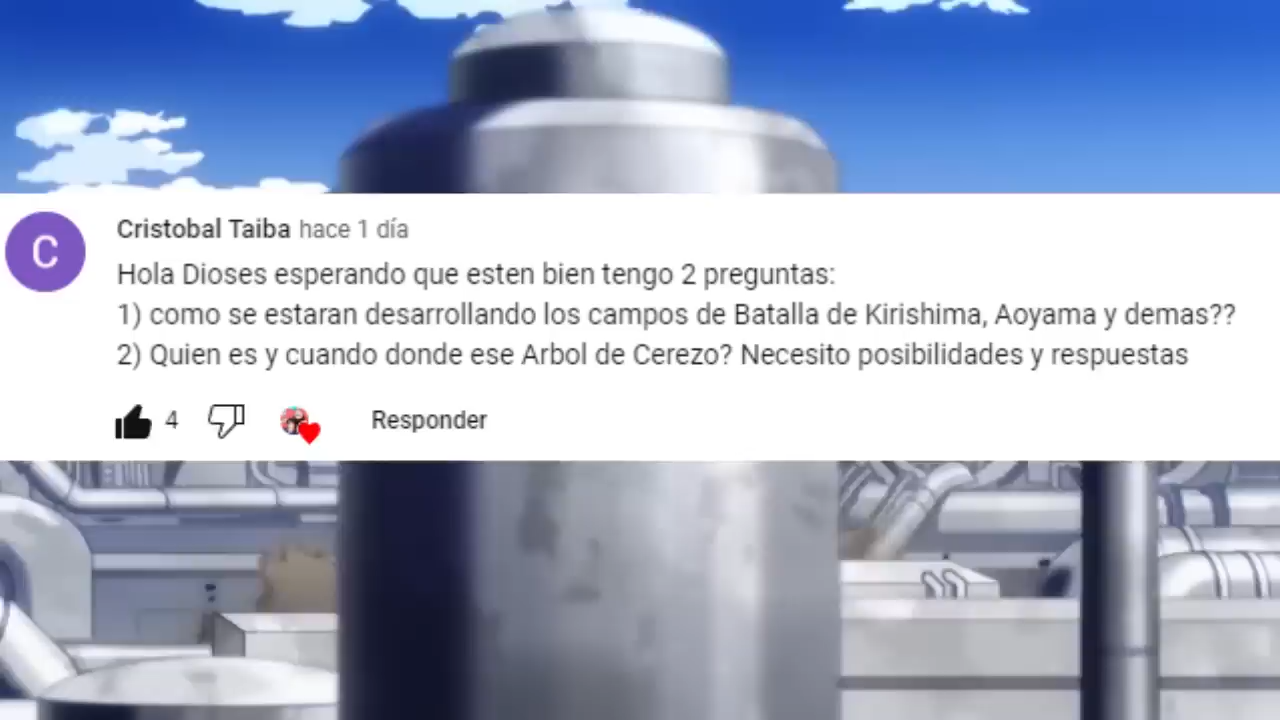 C
Cristobal Taiba hace 1 día
Hola Dioses esperando que esten bien tengo 2 preguntas:
1) como se estaran desarrollando los campos de Batalla de Kirishima, Aoyama y demas??
2) Quien es y cuando donde ese Arbol de Cerezo? Necesito posibilidades y respuestas
4 Responder